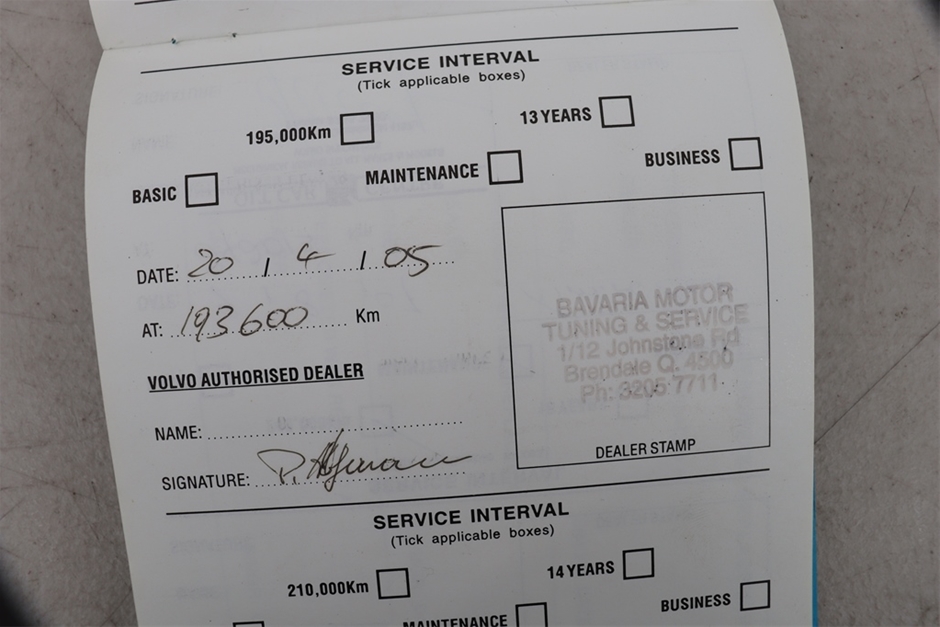 SERVICE INTERVAL
(Tick applicable boxes)
195,000Km
13 YEARS
BASIC
MAINTENANCE
BUSINESS
DATE: 20 / 4 / 05
AT: 193600 Km
VOLVO AUTHORISED DEALER
NAME:
SIGNATURE:
BAVARIA MOTOR
TUNING & SERVICE
1/12 Johnstone Rd
Brendale Q. 4500
Ph: 3205 7711
DEALER STAMP
SERVICE INTERVAL
(Tick applicable boxes)
210,000Km
14 YEARS
MAINTENANCE
BUSINESS